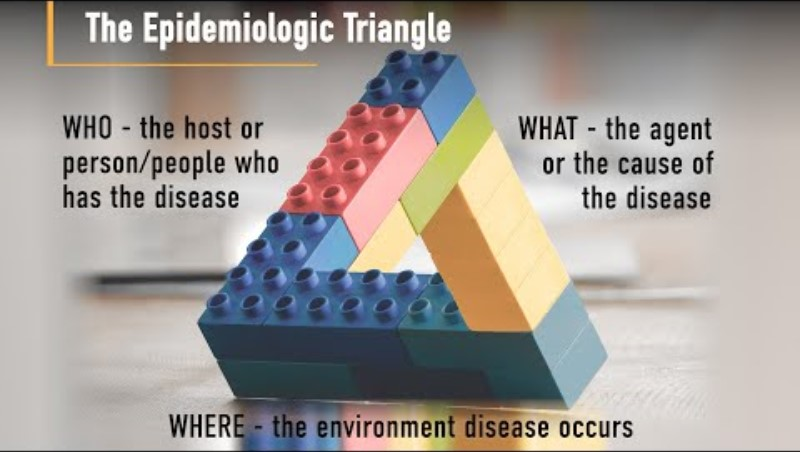 The Epidemiologic Triangle
WHO - the host or
person/people who
has the disease
WHAT - the agent
or the cause of
the disease
WHERE - the environment disease occurs